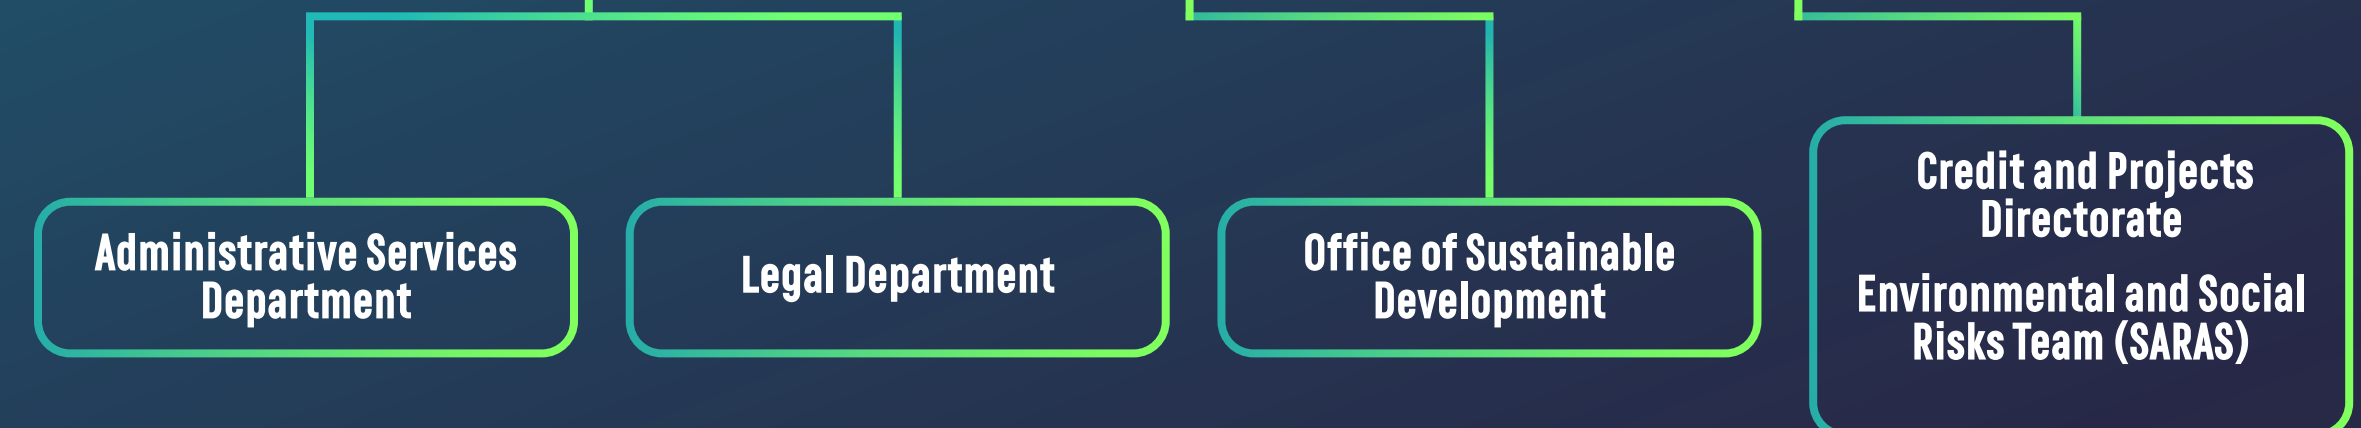 Administrative Services
Department
Legal Department
Office of Sustainable
Development
Credit and Projects
Directorate
Environmental and Social
Risks Team (SARAS)